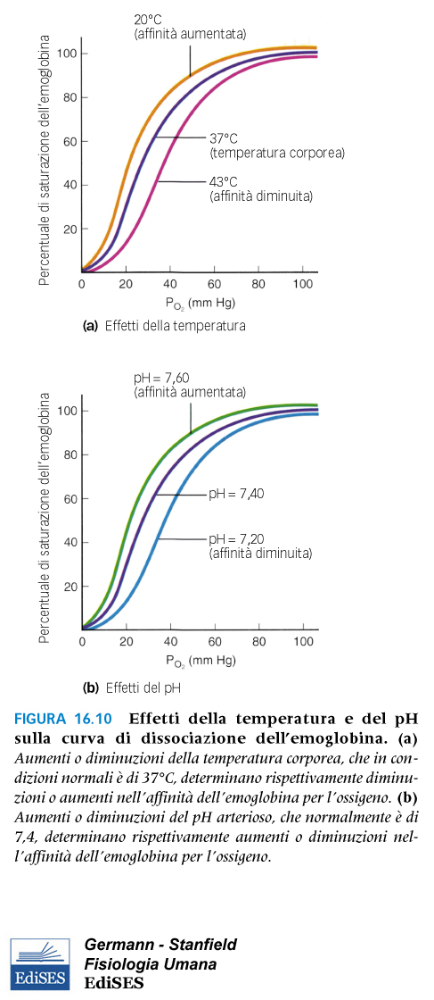 20°C
(affinità aumentata)
Percentuale di saturazione dell'emoglobina
100
80
60
40
20
37°C
(temperatura corporea)
43°C
(affinità diminuita)
0 20 40 60 80 100
PO2 (mm Hg)
(a) Effetti della temperatura
pH = 7,60
(affinità aumentata)
Percentuale di saturazione dell'emoglobina
100
80
60
40
20
pH = 7,40
pH = 7,20
(affinità diminuita)
0 20 40 60 80 100
PO2 (mm Hg)
(b) Effetti del pH
FIGURA 16.10 Effetti della temperatura e del pH
sulla curva di dissociazione dell'emoglobina. (a)
Aumenti o diminuzioni della temperatura corporea, che in con-
dizioni normali è di 37°C, determinano rispettivamente diminu-
zioni o aumenti nell'affinità dell'emoglobina per l'ossigeno. (b)
Aumenti o diminuzioni del pH arterioso, che normalmente è di
7,4, determinano rispettivamente aumenti o diminuzioni nel-
l'affinità dell'emoglobina per l'ossigeno.
EdiSES
Germann - Stanfield
Fisiologia Umana
EdiSES